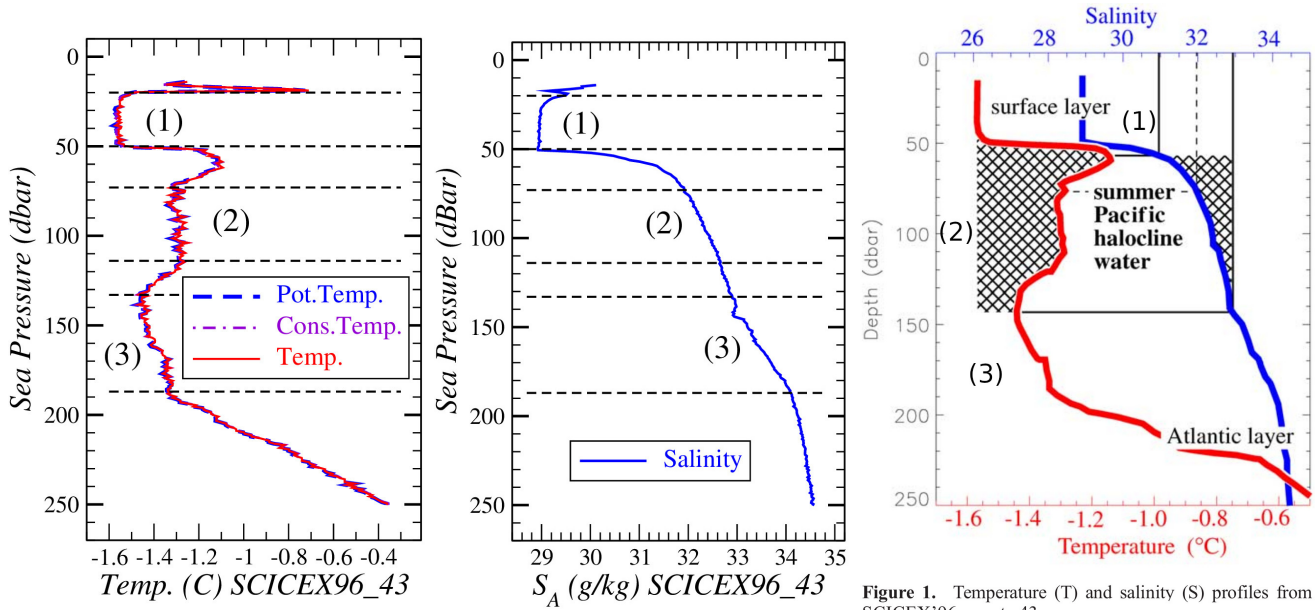 0
50
100
150
200
250
Sea Pressure (dbar)
(1)
(2)
(3)
Pot.Temp.
Cons.Temp.
Temp.
-1.6 -1.4 -1.2 -1 -0.8 -0.6 -0.4
Temp. (C) SCICEX96_43
0
50
100
150
200
250
Sea Pressure (dBar)
(1)
(2)
(3)
Salinity
29 30 31 32 33 34 35
S_A (g/kg) SCICEX96_43
Salinity
26 28 30 32 34
0
50
100
150
200
250
Depth (dbar)
surface layer
(1)
summer
Pacific
halocline
water
(2)
(3)
Atlantic layer
-1.6 -1.4 -1.2 -1.0 -0.8 -0.6
Temperature (°C)
Figure 1. Temperature (T) and salinity (S) profiles from